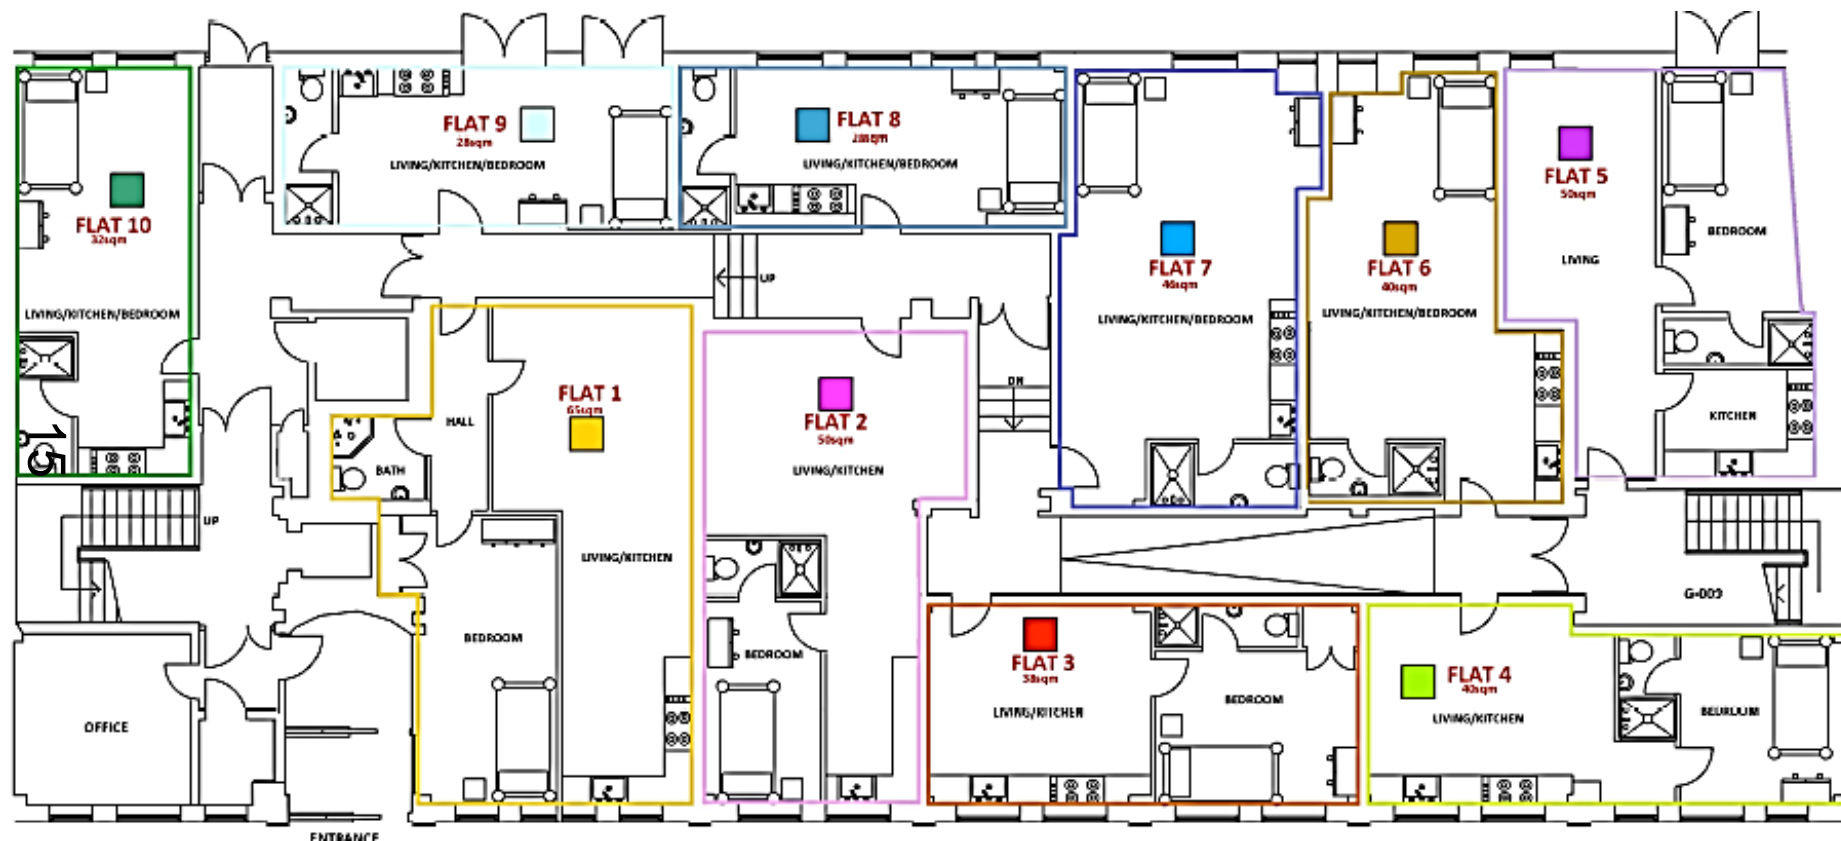 FLAT 9
28sqm
LIVING/KITCHEN/BEDROOM
FLAT 8
28sqm
LIVING/KITCHEN/BEDROOM
FLAT 5
50sqm
LIVING
BEDROOM
KITCHEN
FLAT 10
32sqm
LIVING/KITCHEN/BEDROOM
15
FLAT 7
46sqm
LIVING/KITCHEN/BEDROOM
FLAT 6
40sqm
LIVING/KITCHEN/BEDROOM
UP
DN
FLAT 1
65sqm
HALL
BATH
LIVING/KITCHEN
BEDROOM
FLAT 2
50sqm
LIVING/KITCHEN
BEDROOM
UP
G-009
FLAT 3
38sqm
LIVING/KITCHEN
BEDROOM
FLAT 4
40sqm
LIVING/KITCHEN
BEDROOM
OFFICE
ENTRANCE